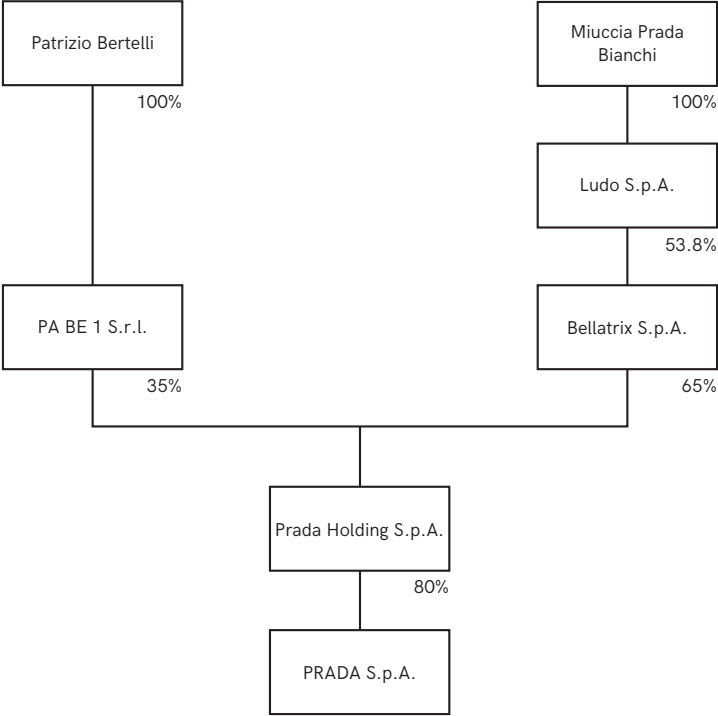 Patrizio Bertelli
Miuccia Prada
Bianchi
100%
100%
Ludo S.p.A.
53.8%
PA BE 1 S.r.l.
Bellatrix S.p.A.
35%
65%
Prada Holding S.p.A.
80%
PRADA S.p.A.